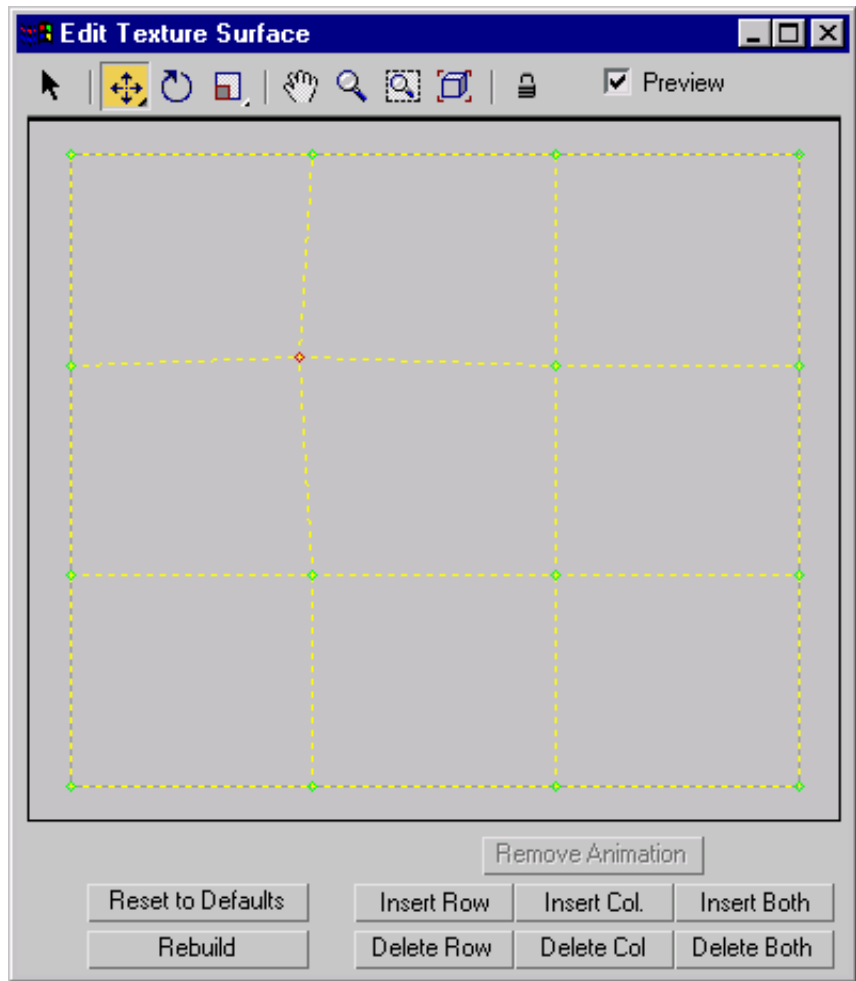 Edit Texture Surface
Preview
Remove Animation
Reset to Defaults Insert Row Insert Col. Insert Both
Rebuild Delete Row Delete Col Delete Both